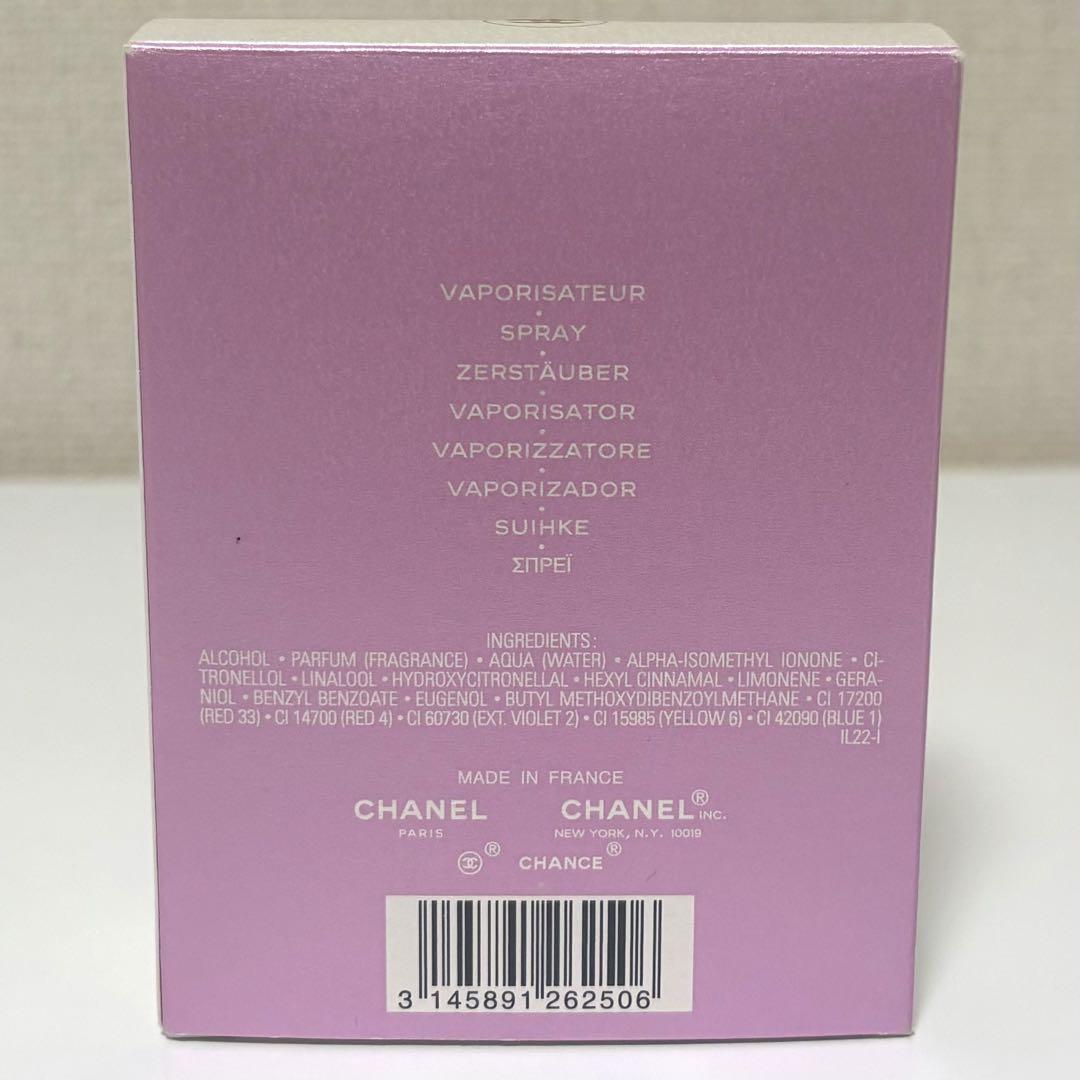 VAPORISATEUR
•
SPRAY
•
ZERSTÄUBER
•
VAPORISATOR
•
VAPORIZZATORE
•
VAPORIZADOR
•
SUIHKE
•
ΣΠΡΕΪ
INGREDIENTS:
ALCOHOL • PARFUM (FRAGRANCE) • AQUA (WATER) • ALPHA-ISOMETHYL IONONE • CI-
TRONELLOL • LINALOOL • HYDROXYCITRONELLAL • HEXYL CINNAMAL • LIMONENE • GERA-
NIOL • BENZYL BENZOATE • EUGENOL • BUTYL METHOXYDIBENZOYLMETHANE • CI 17200
(RED 33) • CI 14700 (RED 4) • CI 60730 (EXT. VIOLET 2) • CI 15985 (YELLOW 6) • CI 42090 (BLUE 1)
IL22-I
MADE IN FRANCE
CHANEL CHANEL® INC.
PARIS NEW YORK, N.Y. 10019
® CHANCE®
3 145891 262506